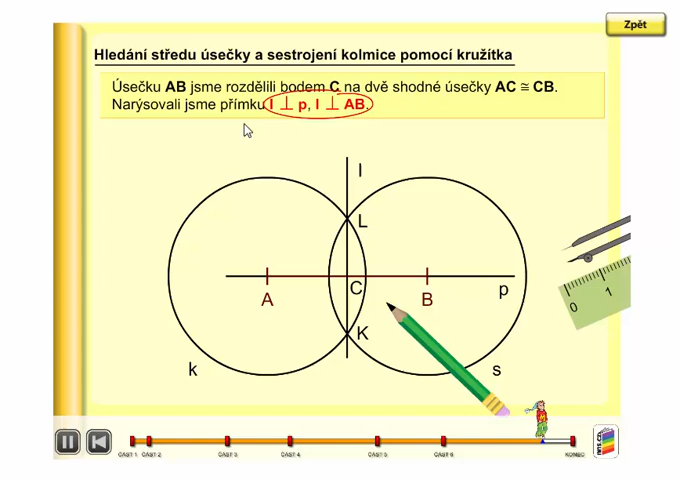 Zpět
Hledání středu úsečky a sestrojení kolmice pomocí kružítka
Úsečku AB jsme rozdělili bodem C na dvě shodné úsečky AC ≅ CB.
Narýsovali jsme přímku l ⊥ p, l ⊥ AB.
l
L
A
C
B
p
K
k
s
0 1
ČÁST 1 ČÁST 2 ČÁST 3 ČÁST 4 ČÁST 5 ČÁST 6 KONEC